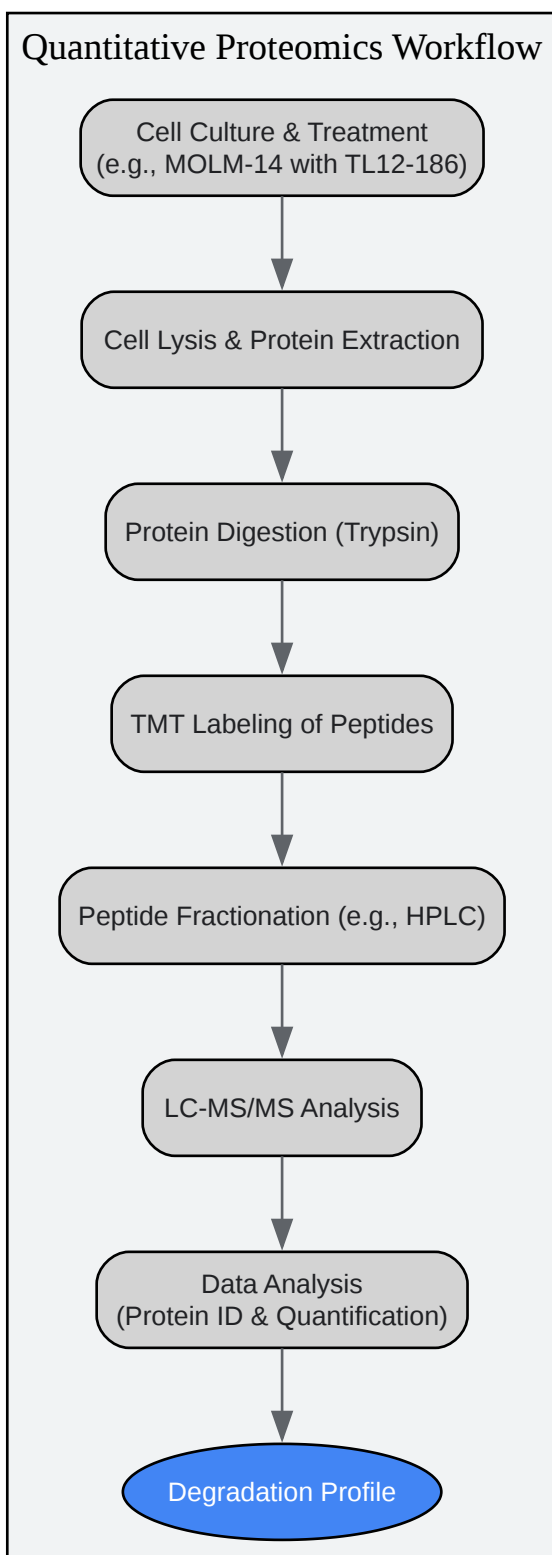 Quantitative Proteomics Workflow
Cell Culture & Treatment
(e.g., MOLM-14 with TL12-186)
Cell Lysis & Protein Extraction
Protein Digestion (Trypsin)
TMT Labeling of Peptides
Peptide Fractionation (e.g., HPLC)
LC-MS/MS Analysis
Data Analysis
(Protein ID & Quantification)
Degradation Profile